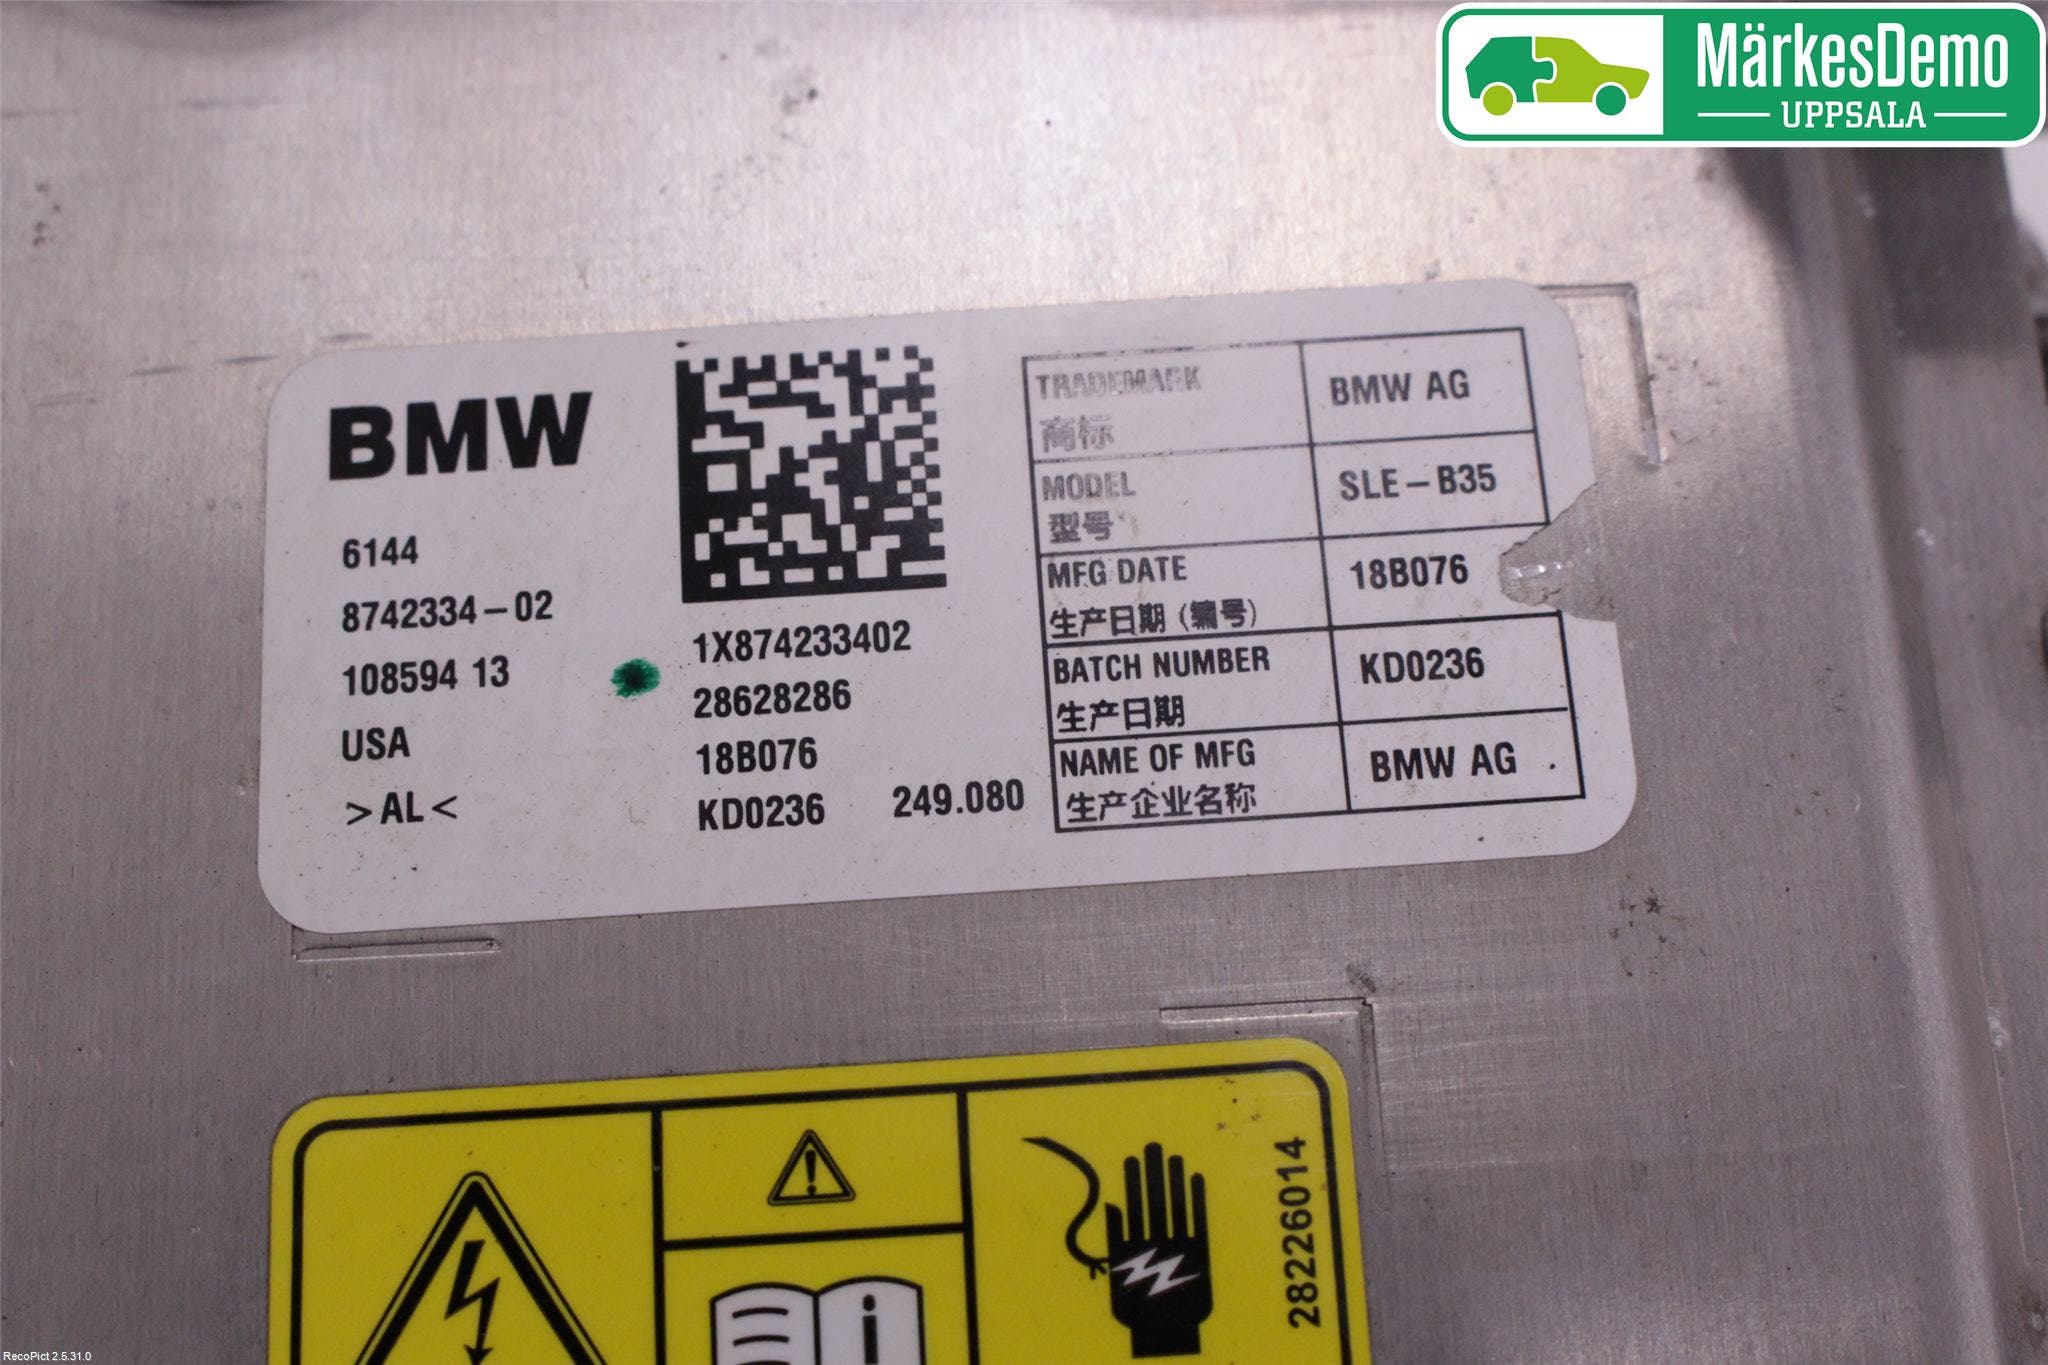 MärkesDemo
UPPSALA
BMW
6144
8742334-02
108594 13
USA
>AL<
1X874233402
28628286
18B076
KD0236 249.080
TRADEMARK BMW AG
商标
MODEL SLE-B35
型号
MFG DATE 18B076
生产日期 (编号)
BATCH NUMBER KD0236
生产日期
NAME OF MFG BMW AG .
生产企业名称
28226014
RecoPict 2.5.31.0